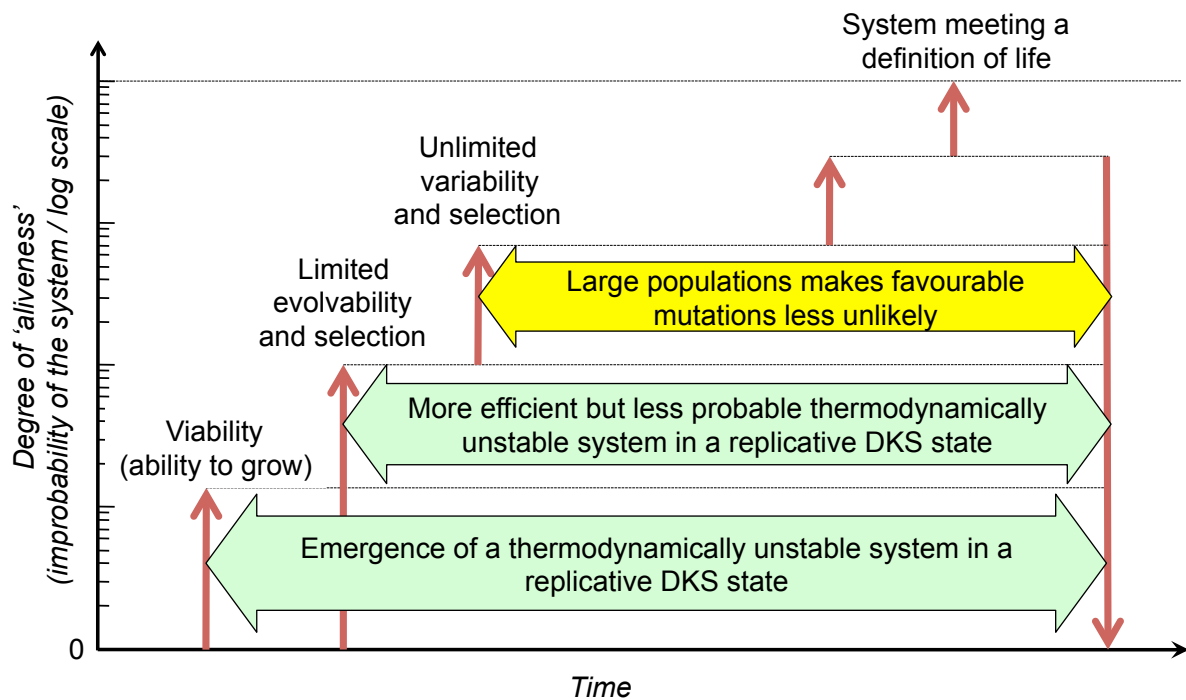 System meeting a
definition of life
Degree of 'aliveness'
(improbability of the system / log scale)
Unlimited
variability
and selection
Limited
evolvability
and selection
Large populations makes favourable
mutations less unlikely
More efficient but less probable thermodynamically
unstable system in a replicative DKS state
Viability
(ability to grow)
Emergence of a thermodynamically unstable system in a
replicative DKS state
0
Time